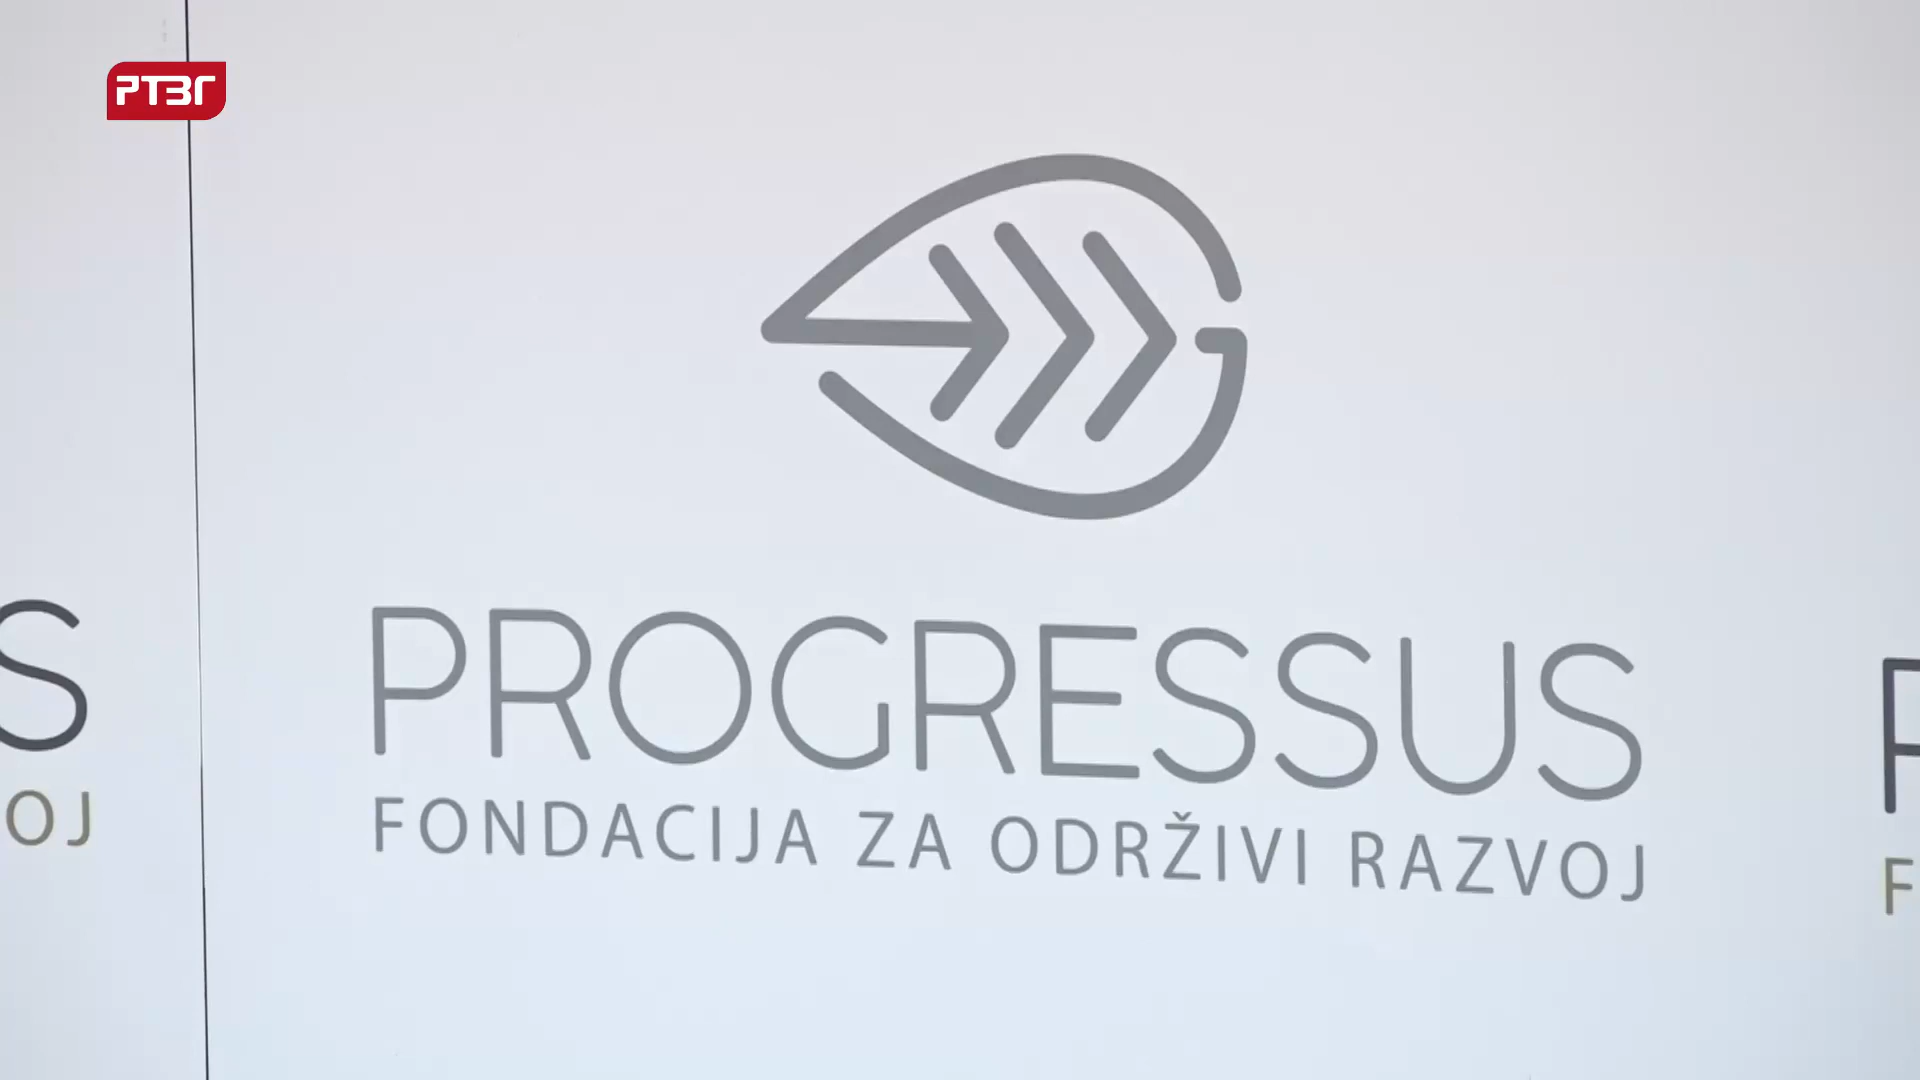 РТВГ
PROGRESSUS
FONDACIJA ZA ODRŽIVI RAZVOJ